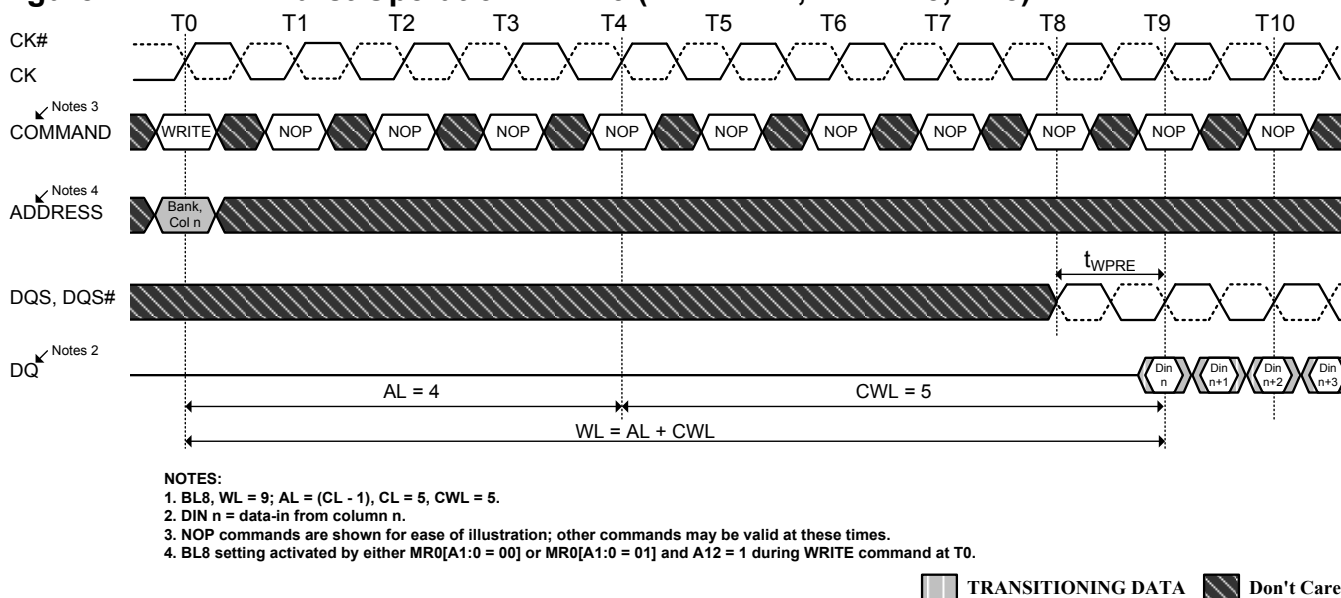 T0 T1 T2 T3 T4 T5 T6 T7 T8 T9 T10
CK#
CK
Notes 3
COMMAND
WRITE NOP NOP NOP NOP NOP NOP NOP NOP NOP NOP
Notes 4
ADDRESS
Bank,
Col n
tWPRE
DQS, DQS#
Notes 2
DQ
Din n Din n+1 Din n+2 Din n+3
AL = 4 CWL = 5
WL = AL + CWL
NOTES:
1. BL8, WL = 9; AL = (CL - 1), CL = 5, CWL = 5.
2. DIN n = data-in from column n.
3. NOP commands are shown for ease of illustration; other commands may be valid at these times.
4. BL8 setting activated by either MR0[A1:0 = 00] or MR0[A1:0 = 01] and A12 = 1 during WRITE command at T0.
TRANSITIONING DATA Don't Care